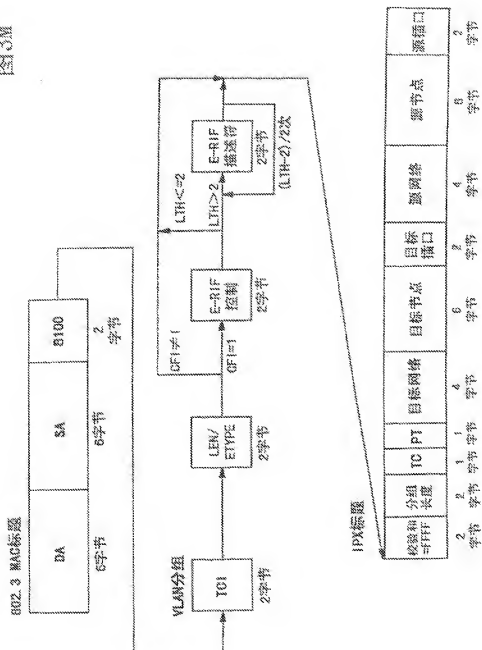 图3M
802.3 MAC标题
DA
SA
8100
6字节
6字节
2
字节
VLAN分组
TCI
LEN/
ETYPE
E-RIF
控制
E-RIF
描述符
2字节
2字节
2字节
2字节
CFI≠1
CFI=1
LTH<=2
LTH>2
(LTH-2)/2次
IPX标题
校验和
=FFFF
分组
长度
TC
PT
目标网络
目标节点
目标
插口
源网络
源节点
源插口
2
字节
2
字节
1
字节
1
字节
4
字节
6
字节
2
字节
4
字节
6
字节
2
字节